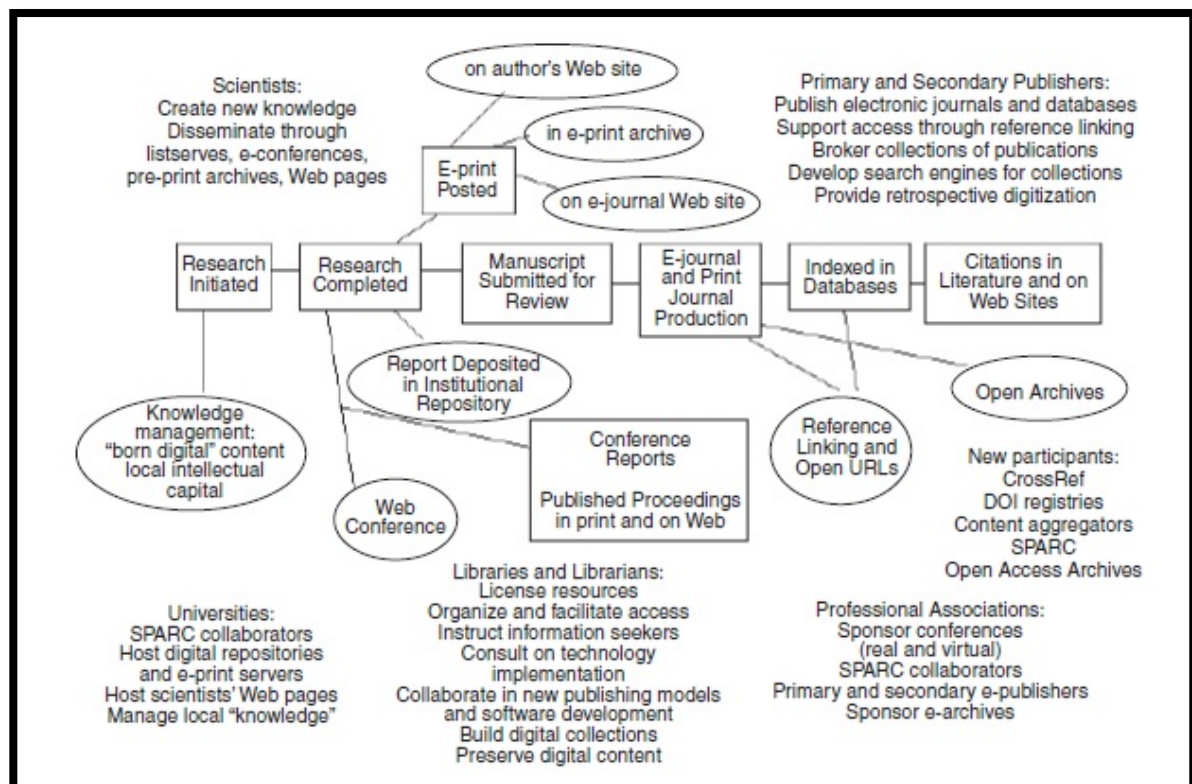 on author's Web site
Scientists:
Create new knowledge
Disseminate through
listserves, e-conferences,
pre-print archives, Web pages
Primary and Secondary Publishers:
Publish electronic journals and databases
Support access through reference linking
Broker collections of publications
Develop search engines for collections
Provide retrospective digitization
in e-print archive
E-print
Posted
on e-journal Web site
Research
Initiated
Research
Completed
Manuscript
Submitted for
Review
E-journal
and Print
Journal
Production
Indexed in
Databases
Citations in
Literature and on
Web Sites
Report Deposited
in Institutional
Repository
Open Archives
Knowledge
management:
"born digital" content
local intellectual
capital
Conference
Reports
Published Proceedings
in print and on Web
Reference
Linking and
Open URLs
Web
Conference
New participants:
CrossRef
DOI registries
Content aggregators
SPARC
Open Access Archives
Universities:
SPARC collaborators
Host digital repositories
and e-print servers
Host scientists' Web pages
Manage local "knowledge"
Libraries and Librarians:
License resources
Organize and facilitate access
Instruct information seekers
Consult on technology
implementation
Collaborate in new publishing models
and software development
Build digital collections
Preserve digital content
Professional Associations:
Sponsor conferences
(real and virtual)
SPARC collaborators
Primary and secondary e-publishers
Sponsor e-archives